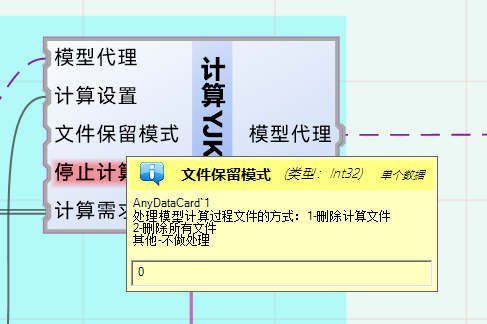 模型代理
计算设置
文件保留模式
停止计算
计算需求
计算YJK
模型代理
文件保留模式 (类型: Int32) 单个数据
AnyDataCard`1
处理模型计算过程文件的方式: 1-删除计算文件
2-删除所有文件
其他-不做处理
0